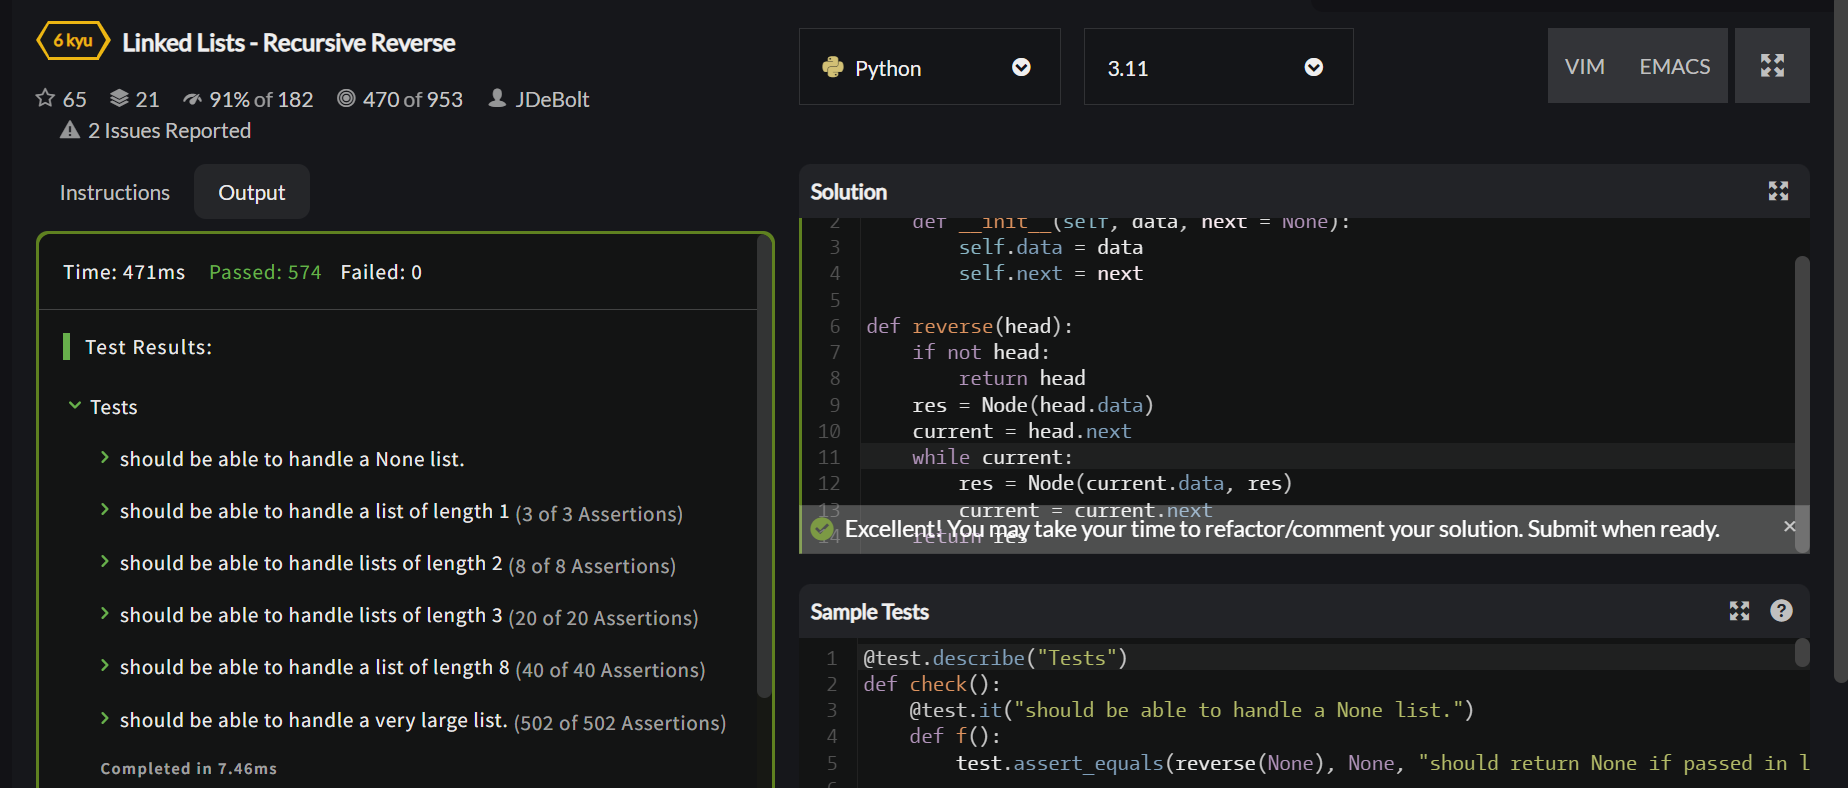 6 kyu
Linked Lists - Recursive Reverse
65 21 91% of 182 470 of 953 JDeBolt
2 Issues Reported
Python
3.11
VIM EMACS
Instructions Output
Time: 471ms Passed: 574 Failed: 0
Test Results:
Tests
should be able to handle a None list.
should be able to handle a list of length 1 (3 of 3 Assertions)
should be able to handle lists of length 2 (8 of 8 Assertions)
should be able to handle lists of length 3 (20 of 20 Assertions)
should be able to handle a list of length 8 (40 of 40 Assertions)
should be able to handle a very large list. (502 of 502 Assertions)
Completed in 7.46ms
Solution
2 def __init__(self, data, next = None):
3 self.data = data
4 self.next = next
5
6 def reverse(head):
7 if not head:
8 return head
9 res = Node(head.data)
10 current = head.next
11 while current:
12 res = Node(current.data, res)
13 current = current.next
14 return res
Excellent! You may take your time to refactor/comment your solution. Submit when ready.
Sample Tests
1 @test.describe("Tests")
2 def check():
3 @test.it("should be able to handle a None list.")
4 def f():
5 test.assert_equals(reverse(None), None, "should return None if passed in l